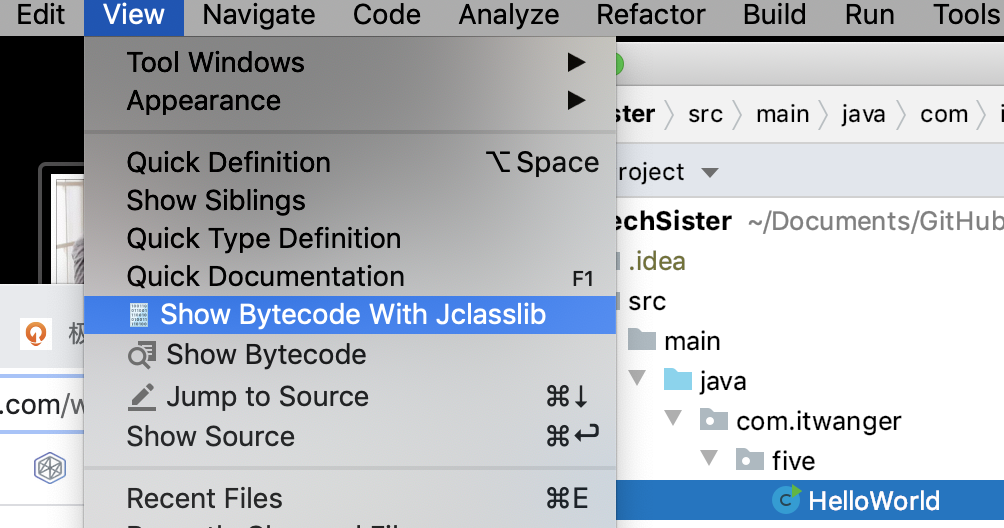 Edit View Navigate Code Analyze Refactor Build Run Tools
Tool Windows
Appearance
Quick Definition ⌥Space
Show Siblings
Quick Type Definition
Quick Documentation F1
Show Bytecode With Jclasslib
Show Bytecode
Jump to Source ⌘↓
Show Source ⌘↩
Recent Files ⌘E
.com/w
ster src main java com
roject
echSister ~/Documents/GitHub
.idea
src
main
java
com.itwanger
five
HelloWorld